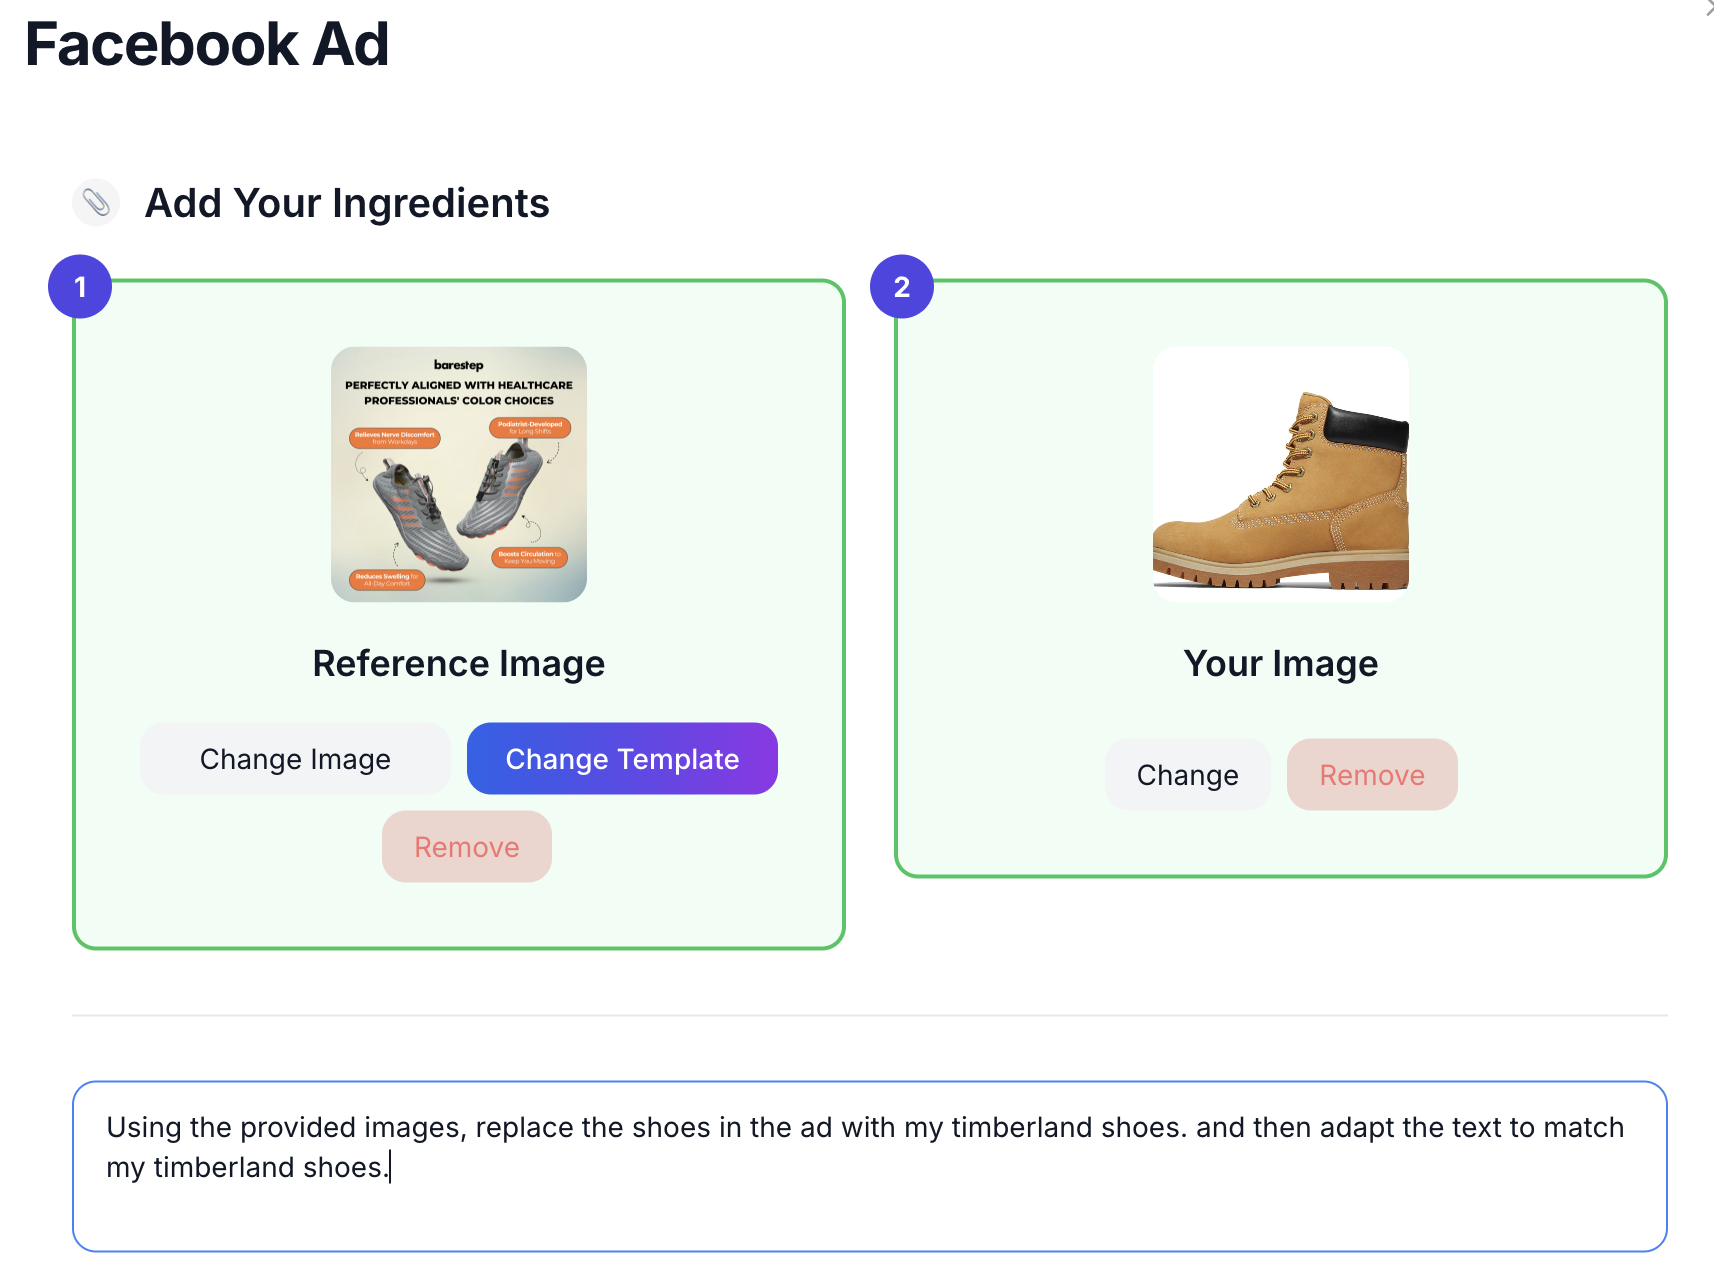 Facebook Ad
Add Your Ingredients
1
barestep
PERFECTLY ALIGNED WITH HEALTHCARE
PROFESSIONALS' COLOR CHOICES
Relieves Nerve Discomfort
from Workdays
Podiatrist-Developed
for Long Shifts
Boosts Circulation to
Keep You Moving
Reduces Swelling for
All-Day Comfort
Reference Image
Change Image
Change Template
Remove
2
Your Image
Change
Remove
Using the provided images, replace the shoes in the ad with my timberland shoes. and then adapt the text to match
my timberland shoes.